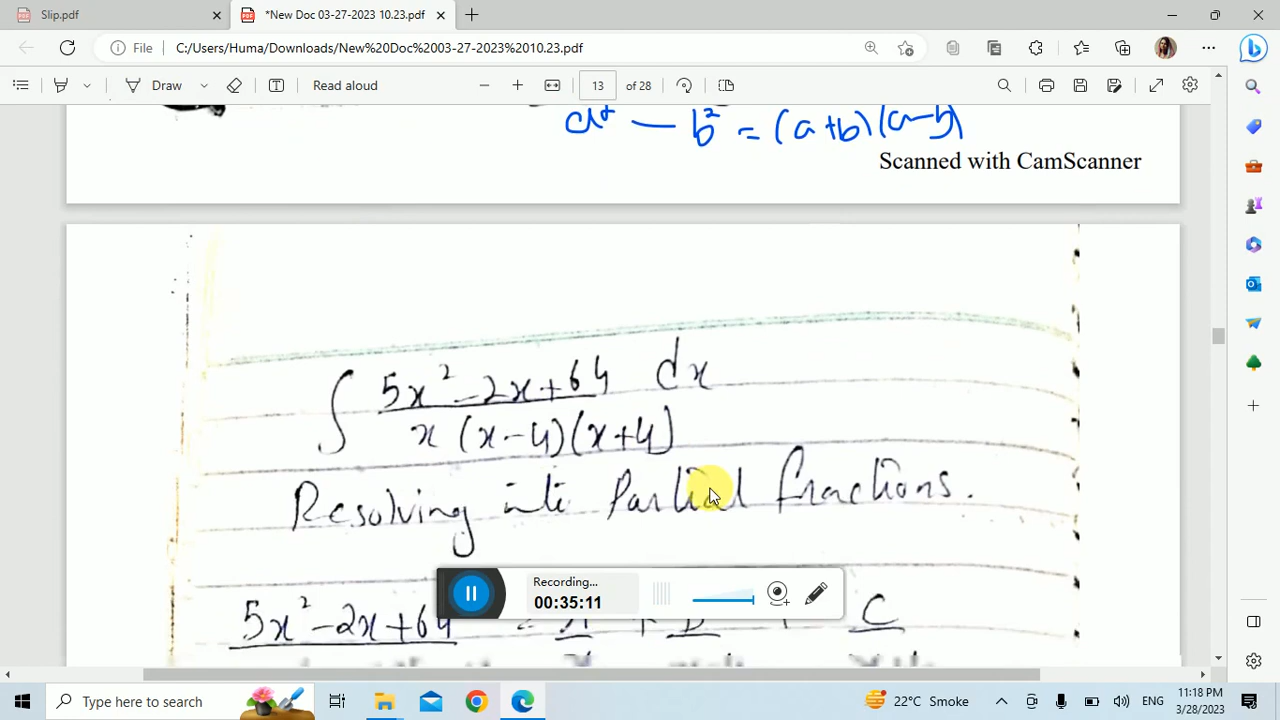 Slip.pdf
*New Doc 03-27-2023 10.23.pdf
File C:/Users/Huma/Downloads/New%20Doc%2003-27-2023%2010.23.pdf
Draw Read aloud 13 of 28
a² — b² = (a+b)(a-b)
Scanned with CamScanner
∫ 5x²-2x+64 dx
x (x-4)(x+4)
Resolving into Partial fractions.
Recording...
00:35:11
5x²-2x+64 = A + B + C
Type here to search
22°C Smoke
ENG
11:18 PM
3/28/2023